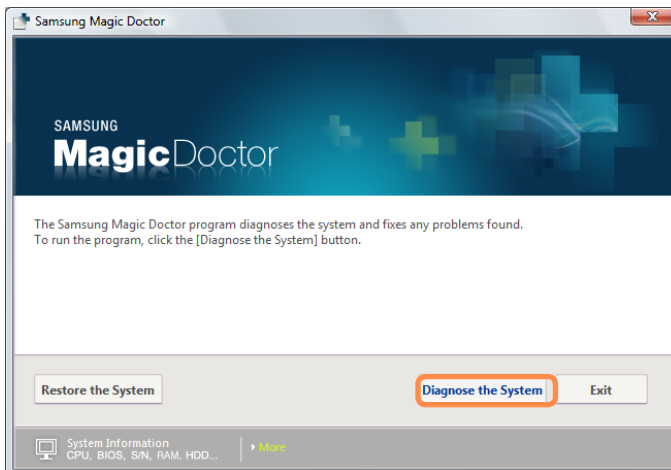 Samsung Magic Doctor
SAMSUNG
MagicDoctor
The Samsung Magic Doctor program diagnoses the system and fixes any problems found.
To run the program, click the [Diagnose the System] button.
Restore the System
Diagnose the System
Exit
System Information
CPU, BIOS, S/N, RAM, HDD...
More